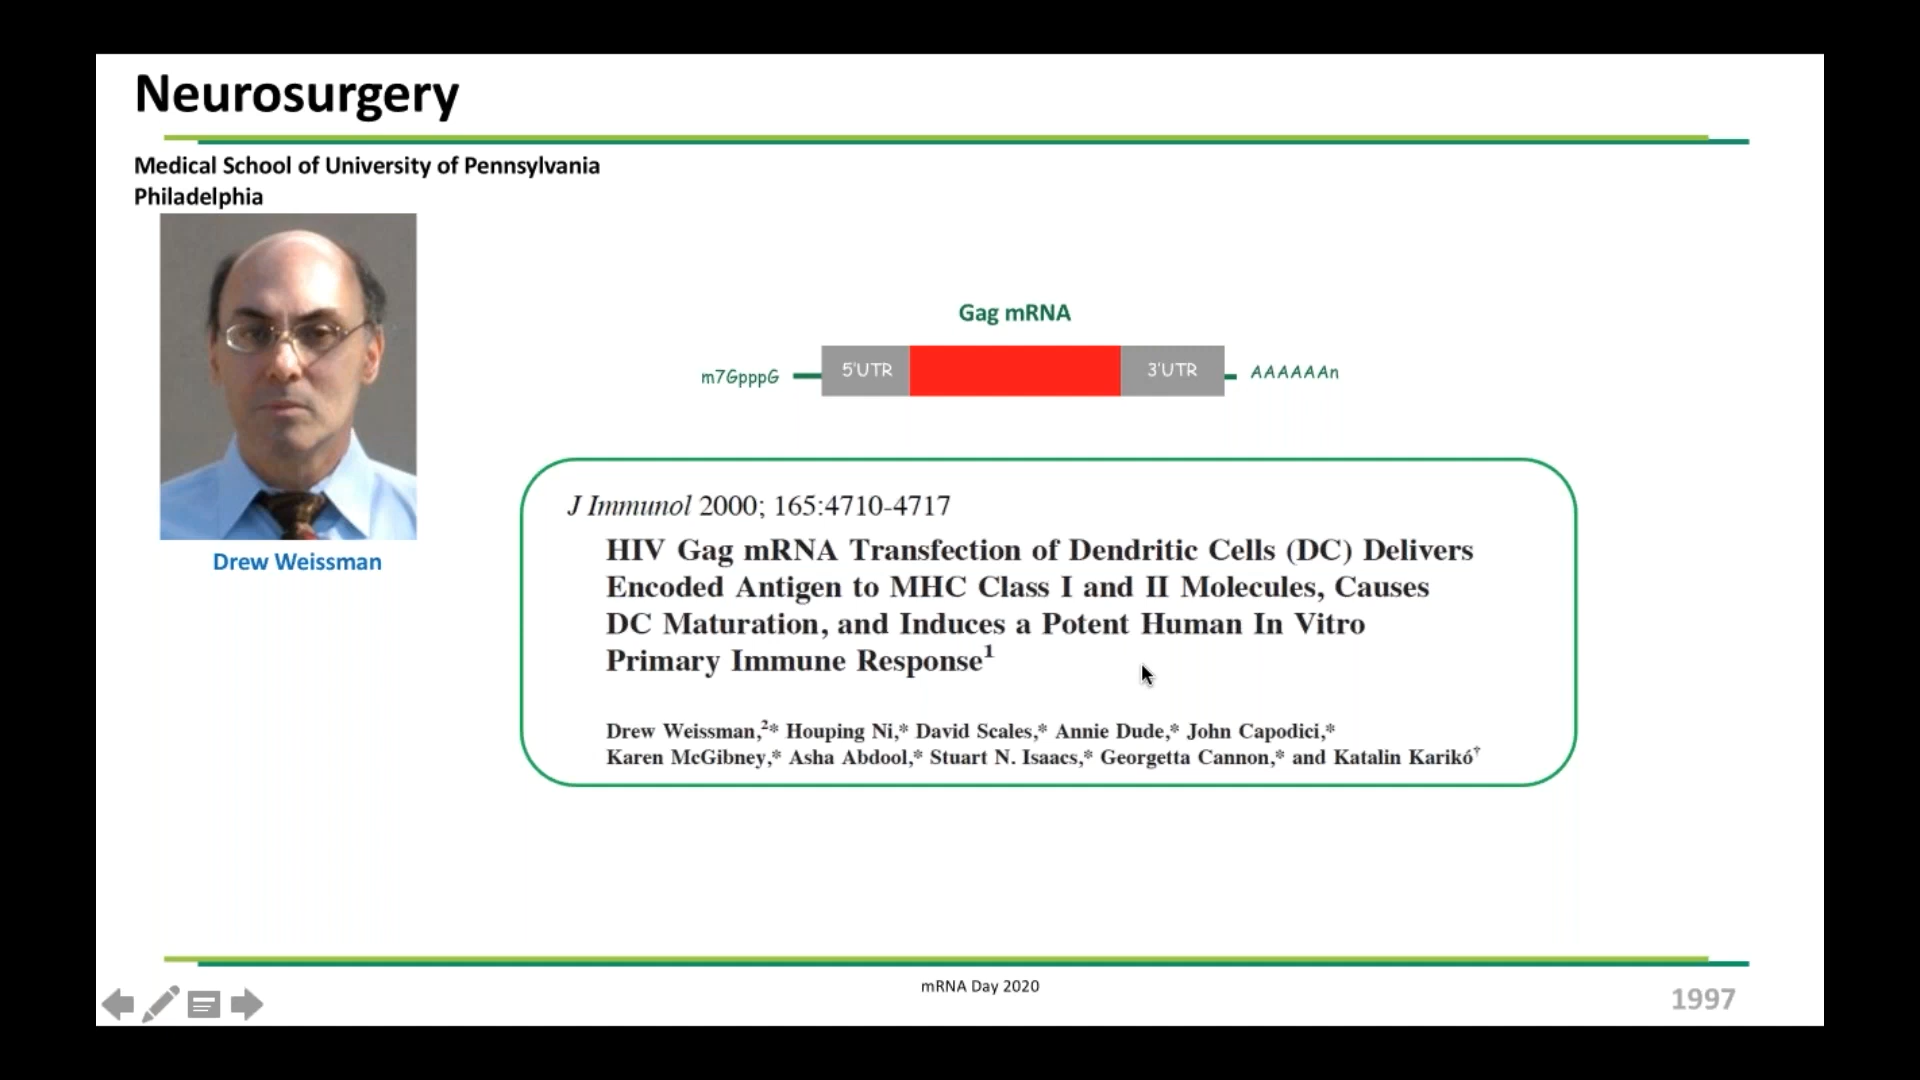 Neurosurgery
Medical School of University of Pennsylvania
Philadelphia
Drew Weissman
Gag mRNA
m7GpppG 5'UTR 3'UTR AAAAAAn
J Immunol 2000; 165:4710-4717
HIV Gag mRNA Transfection of Dendritic Cells (DC) Delivers
Encoded Antigen to MHC Class I and II Molecules, Causes
DC Maturation, and Induces a Potent Human In Vitro
Primary Immune Response¹
Drew Weissman,²* Houping Ni,* David Scales,* Annie Dude,* John Capodici,*
Karen McGibney,* Asha Abdool,* Stuart N. Isaacs,* Georgetta Cannon,* and Katalin Karikó†
mRNA Day 2020
1997